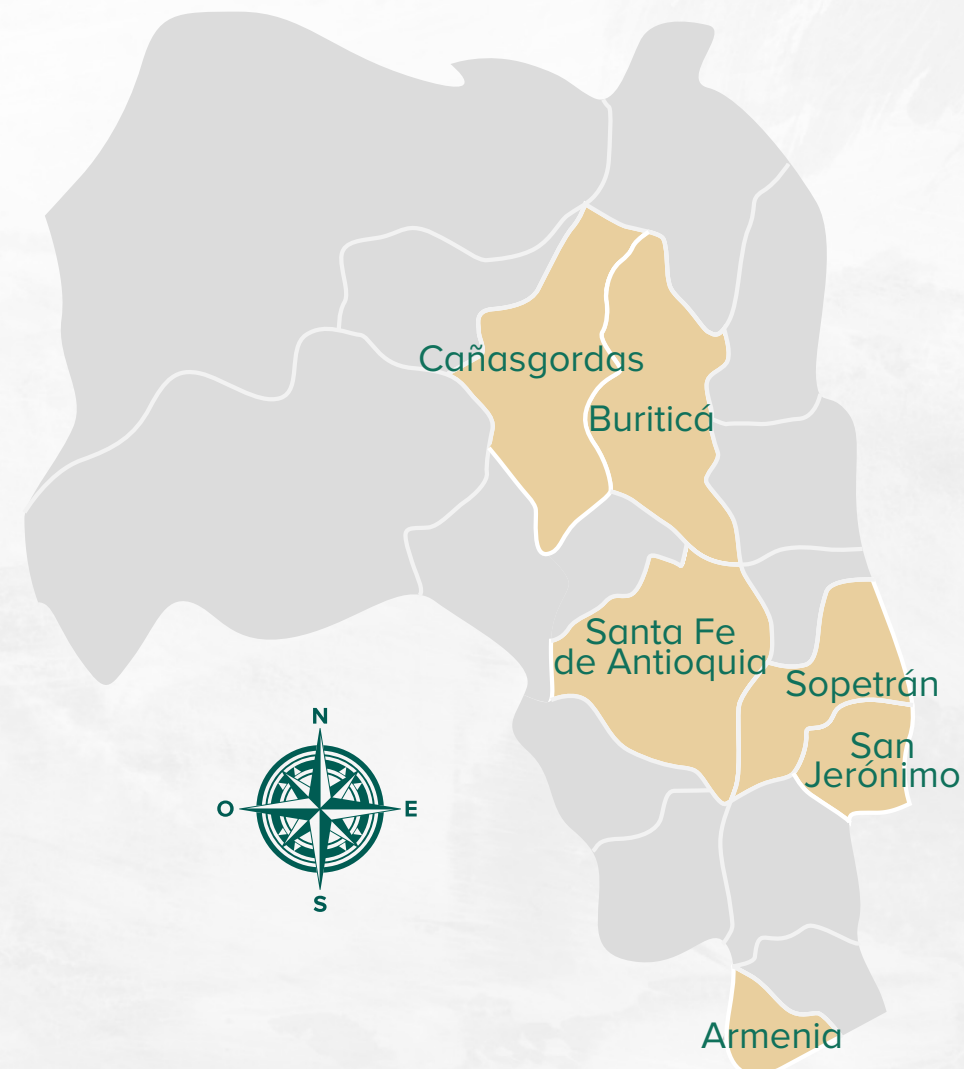 Cañasgordas
Buriticá
Santa Fe
de Antioquia
Sopetrán
San
Jerónimo
N
O
E
S
Armenia